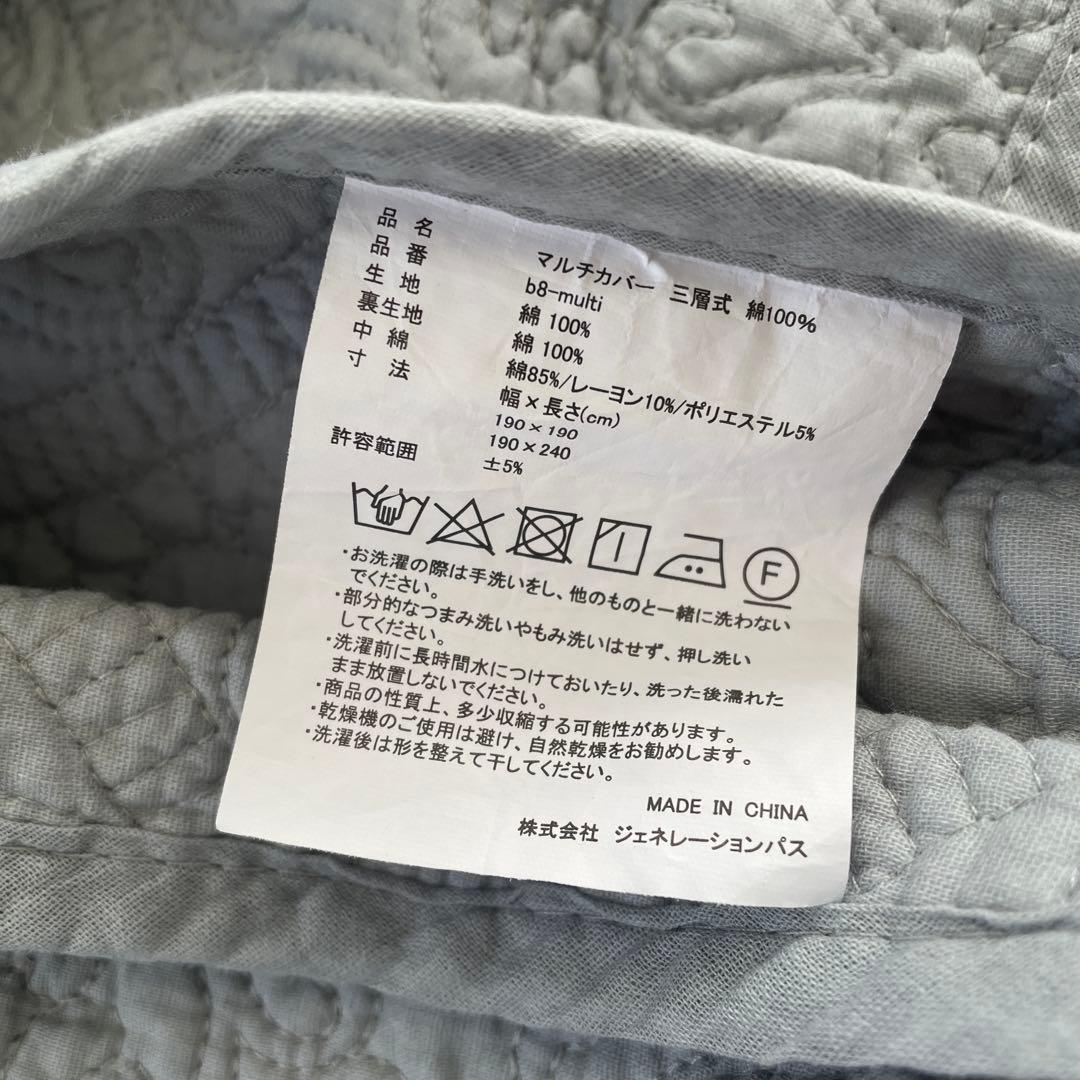 品 名 マルチカバー 三層式 綿100%
品 番 b8-multi
生 地 綿 100%
裏生地 綿 100%
中 綿 綿85%/レーヨン10%/ポリエステル5%
寸 法 幅×長さ(cm)
190×190
190×240
許容範囲 ±5%
F
・お洗濯の際は手洗いをし、他のものと一緒に洗わない
でください。
・部分的なつまみ洗いやもみ洗いはせず、押し洗い
してください。
・洗濯前に長時間水につけておいたり、洗った後濡れた
まま放置しないでください。
・商品の性質上、多少収縮する可能性があります。
・乾燥機のご使用は避け、自然乾燥をお勧めします。
・洗濯後は形を整えて干してください。
MADE IN CHINA
株式会社 ジェネレーションパス